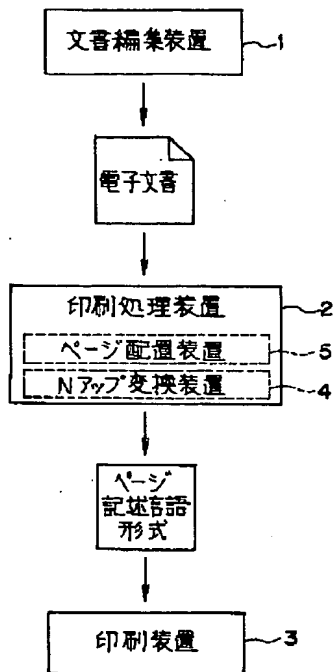 文書編集装置 1
電子文書
印刷処理装置 2
ページ配置装置 5
Nアップ変換装置 4
ページ
記述言語
形式
印刷装置 3